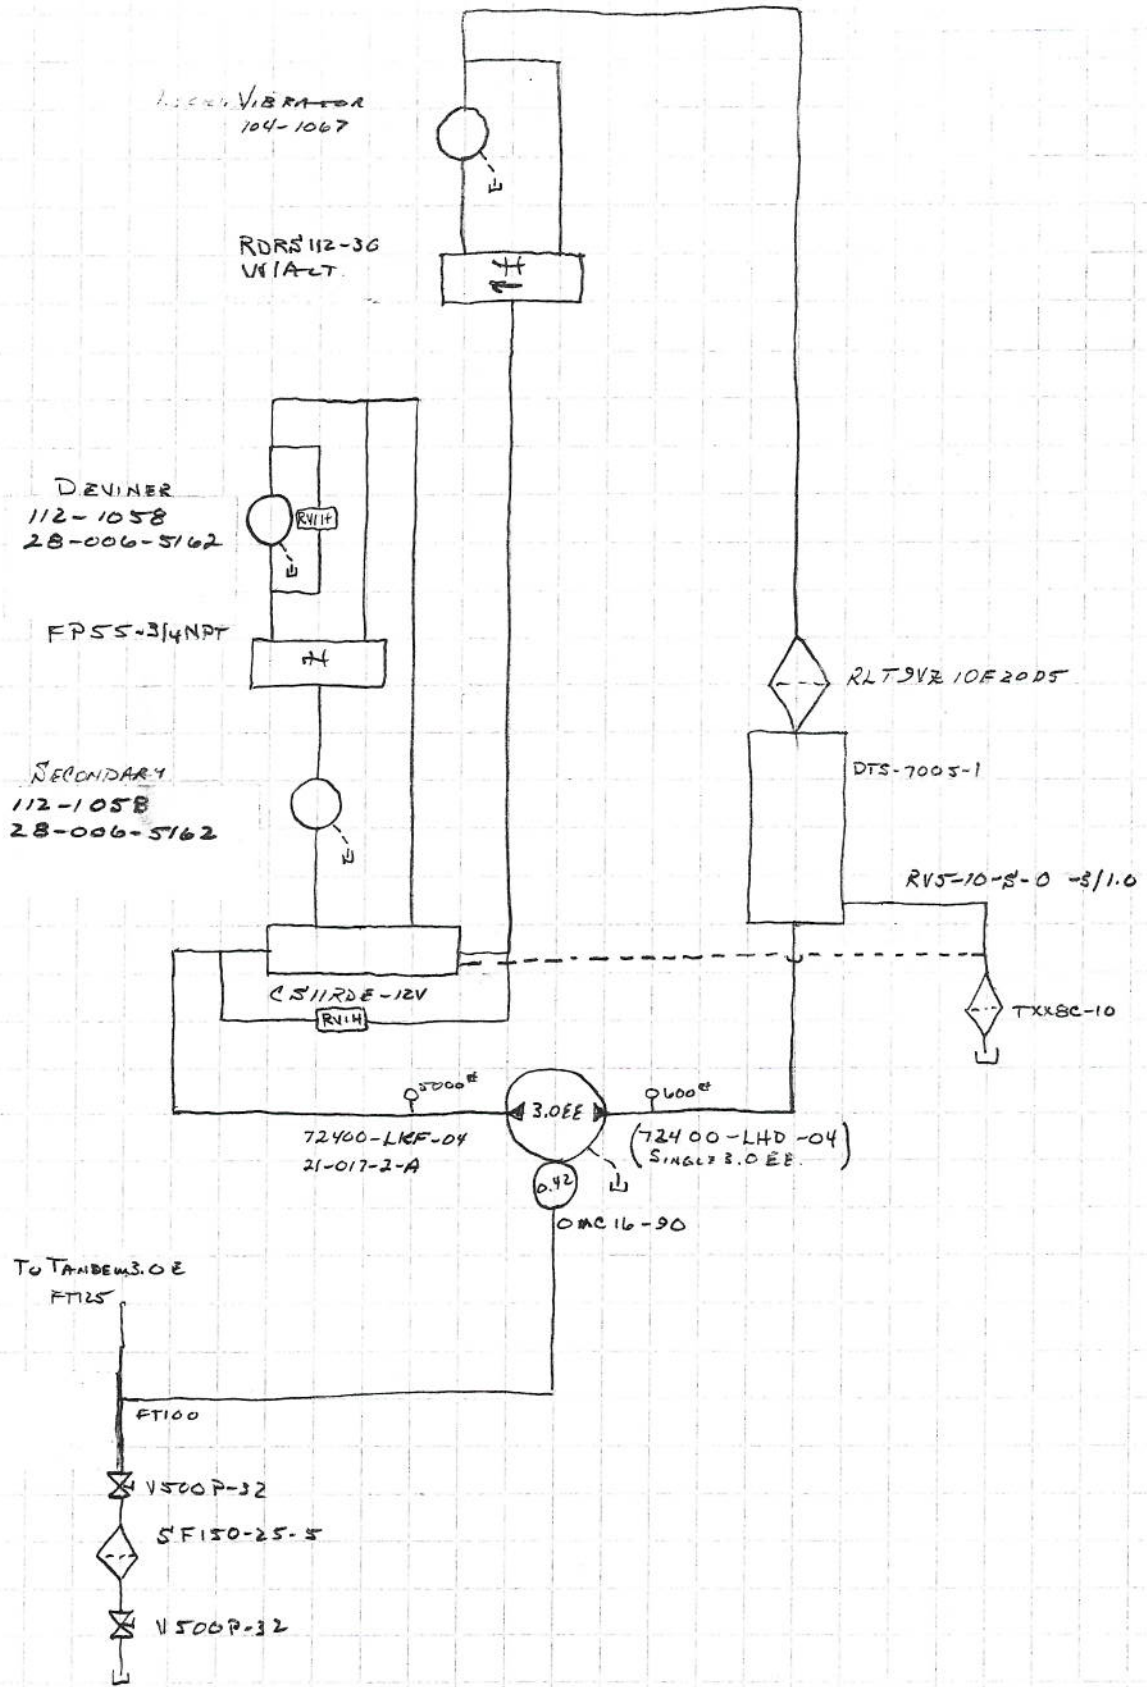 VIBRATOR
104-1067
RDRS112-30
W/ALT.
DEVINER
112-1058
28-006-5162
RV1H
FP55-3/4NPT
RLT9VZ10F20D5
SECONDARY
112-1058
28-006-5162
DTS-7005-1
RV5-10-S-0 -3/1.0
CS11RDE-12V
RV1H
TXX8C-10
5000#
3.0EE
600#
72400-LKF-04
21-017-2-A
(72400-LHD-04)
SINGLE 3.0EE.
0.42
OMC16-90
TO TANDEM 3.0E
FT125
FT100
V500P-32
SF150-25-5
V500P-32